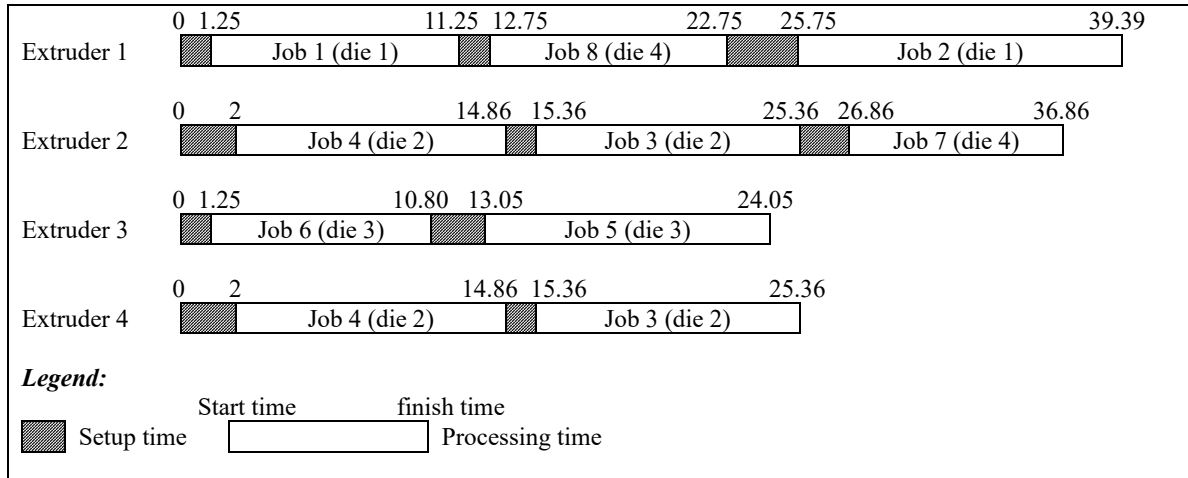 0 1.25 11.25 12.75 22.75 25.75 39.39
Extruder 1 Job 1 (die 1) Job 8 (die 4) Job 2 (die 1)
0 2 14.86 15.36 25.36 26.86 36.86
Extruder 2 Job 4 (die 2) Job 3 (die 2) Job 7 (die 4)
0 1.25 10.80 13.05 24.05
Extruder 3 Job 6 (die 3) Job 5 (die 3)
0 2 14.86 15.36 25.36
Extruder 4 Job 4 (die 2) Job 3 (die 2)
Legend:
Start time finish time
Setup time Processing time